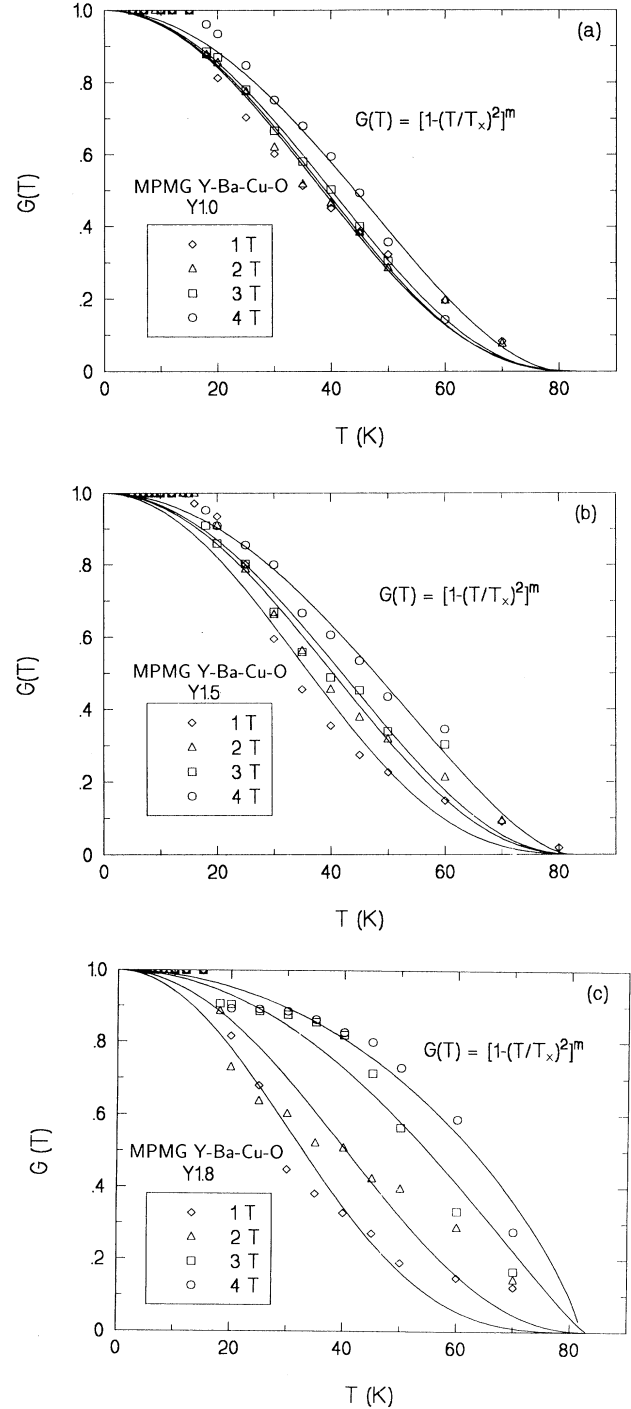 (a)
1.0
.8
.6
.4
.2
0
G(T)
G(T) = [1-(T/Tₓ)²]ᵐ
MPMG Y-Ba-Cu-O
Y1.0
1 T
2 T
3 T
4 T
0 20 40 60 80
T (K)
(b)
1.0
.8
.6
.4
.2
0
G(T)
G(T) = [1-(T/Tₓ)²]ᵐ
MPMG Y-Ba-Cu-O
Y1.5
1 T
2 T
3 T
4 T
0 20 40 60 80
T (K)
(c)
1.0
.8
.6
.4
.2
0
G (T)
G(T) = [1-(T/Tₓ)²]ᵐ
MPMG Y-Ba-Cu-O
Y1.8
1 T
2 T
3 T
4 T
0 20 40 60 80
T (K)